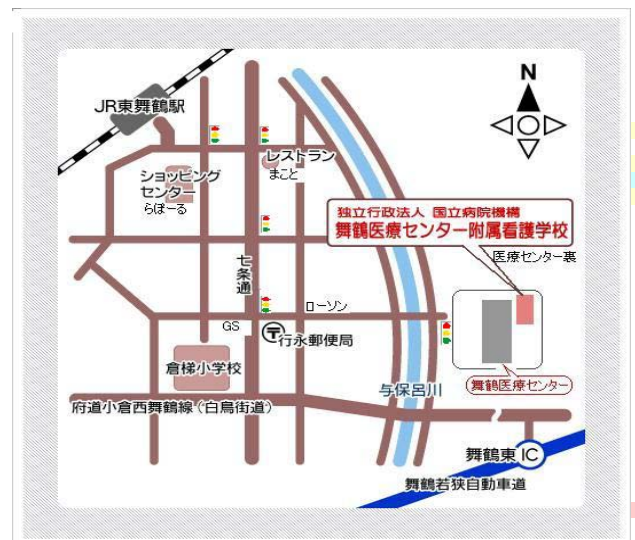 N
JR東舞鶴駅
レストラン
まこと
ショッピング
センター
らぽーる
独立行政法人 国立病院機構
舞鶴医療センター附属看護学校
医療センター裏
七条通
ローソン
GS
〒行永郵便局
倉梯小学校
舞鶴医療センター
与保呂川
府道小倉西舞鶴線(白鳥街道)
舞鶴東IC
舞鶴若狭自動車道